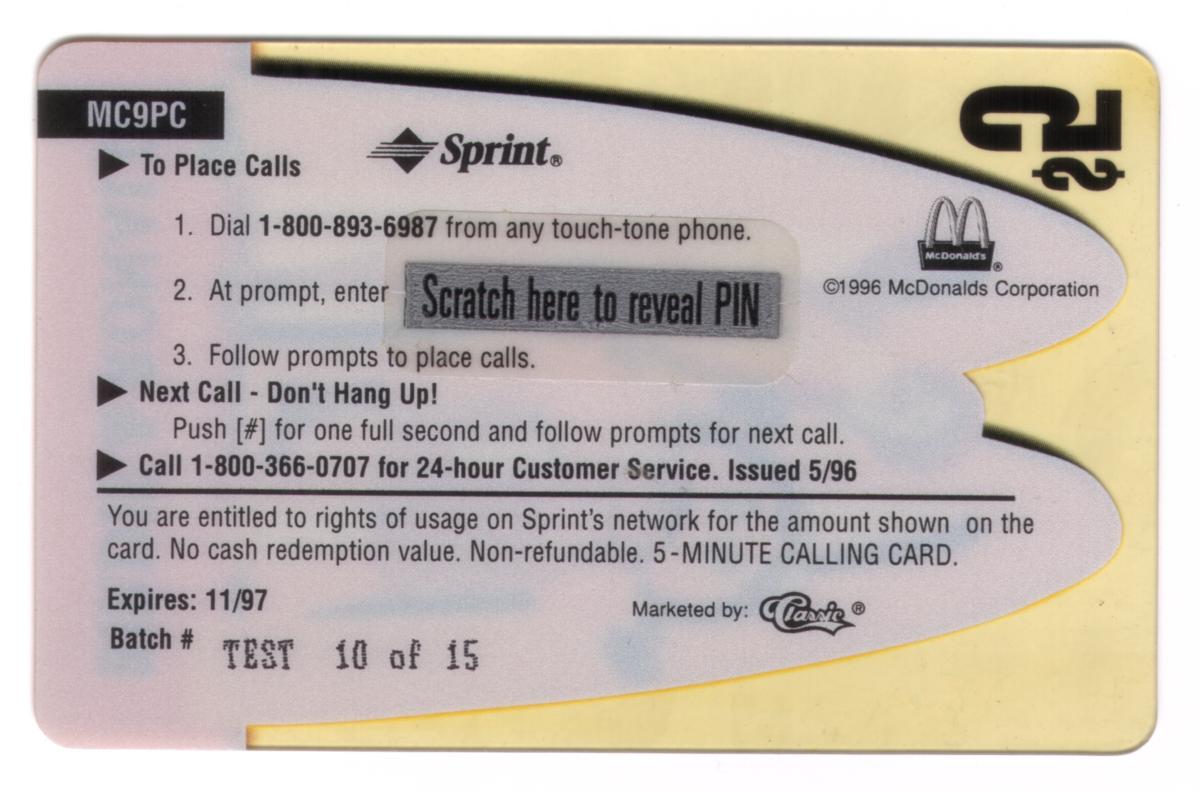 MC9PC
Sprint®
To Place Calls
1. Dial 1-800-893-6987 from any touch-tone phone.
2. At prompt, enter Scratch here to reveal PIN
3. Follow prompts to place calls.
Next Call - Don't Hang Up!
Push [#] for one full second and follow prompts for next call.
Call 1-800-366-0707 for 24-hour Customer Service. Issued 5/96
You are entitled to rights of usage on Sprint's network for the amount shown on the
card. No cash redemption value. Non-refundable. 5-MINUTE CALLING CARD.
Expires: 11/97
Batch # TEST 10 of 15
Marketed by: Classic®
$2
McDonald's®
©1996 McDonalds Corporation